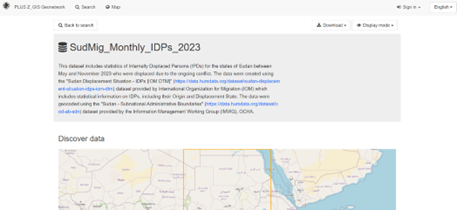 PLUS Z_GIS Geonetwork Search Map Sign in English
Back to search Download Display mode
SudMig_Monthly_IDPs_2023
This dataset includes statistics of Internally Displaced Persons (IDPs) for the states of Sudan between
May and November 2023 who were displaced due to the ongoing conflict. The data were created using
the "Sudan Displacement Situation - IDPs [IOM DTM]" (https://data.humdata.org/dataset/sudan-displacem
ent-situation-idps-iom-dtm) dataset provided by International Organization for Migration (IOM) which
includes statistical information on IDPs, including their Origin and Displacement State. The data were
geocoded using the "Sudan - Subnational Administrative Boundaries" (https://data.humdata.org/dataset/c
od-ab-sdn) dataset provided by the Information Management Working Group (IMWG), OCHA.
Discover data